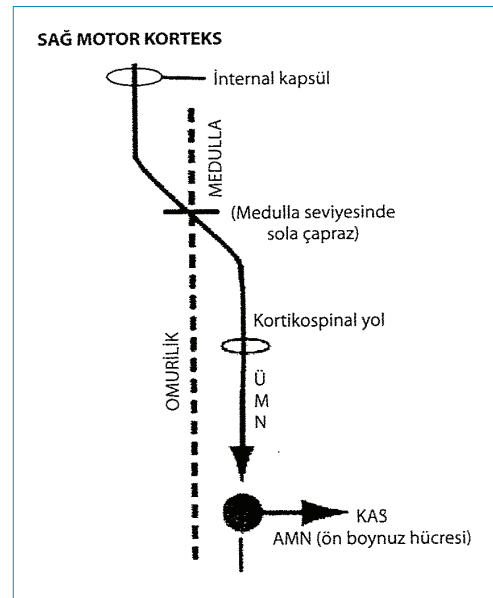 SAĞ MOTOR KORTEKS
İnternal kapsül
MEDULLA
(Medulla seviyesinde
sola çapraz)
Kortikospinal yol
OMURİLİK
Ü
M
N
KAS
AMN (ön boynuz hücresi)